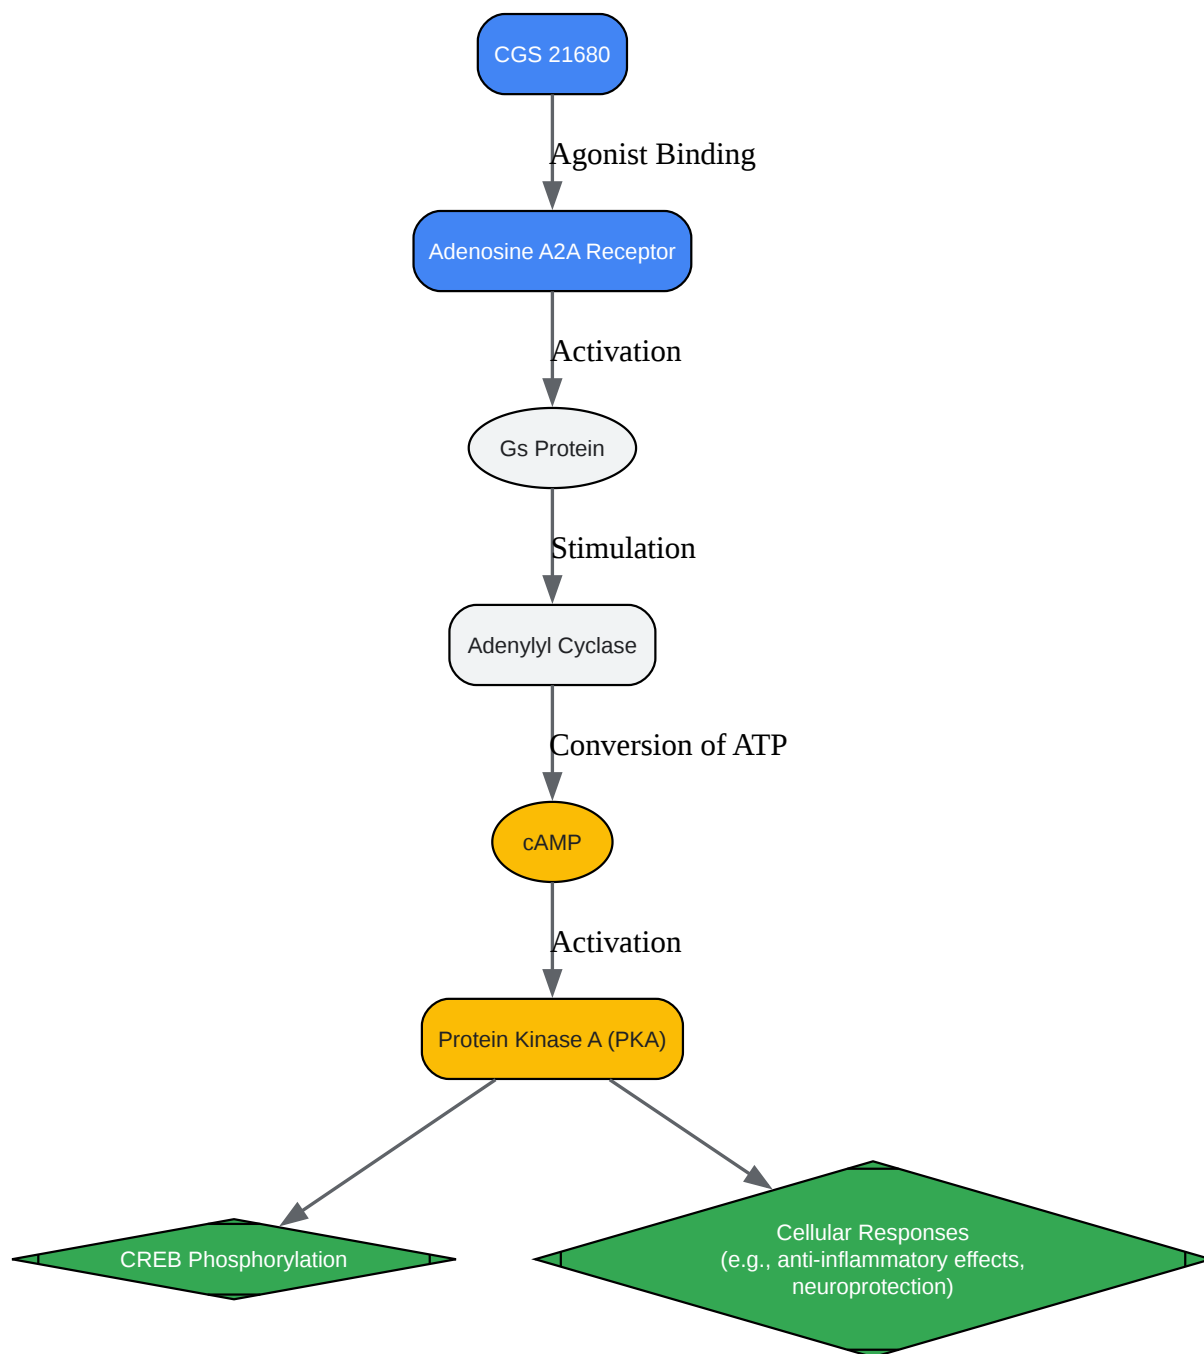 CGS 21680
Agonist Binding
Adenosine A2A Receptor
Activation
Gs Protein
Stimulation
Adenylyl Cyclase
Conversion of ATP
cAMP
Activation
Protein Kinase A (PKA)
CREB Phosphorylation
Cellular Responses
(e.g., anti-inflammatory effects,
neuroprotection)